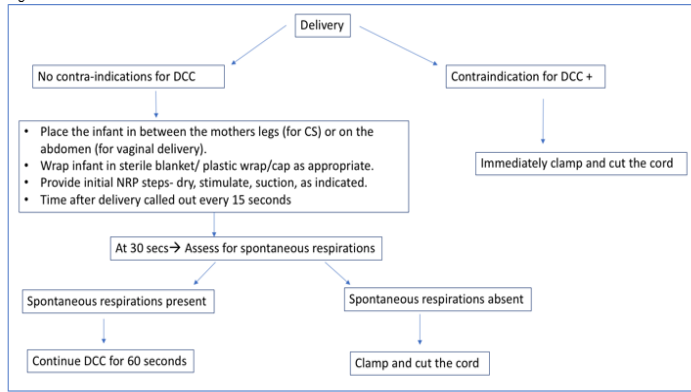 Delivery
No contra-indications for DCC
Contraindication for DCC +
• Place the infant in between the mothers legs (for CS) or on the
abdomen (for vaginal delivery).
• Wrap infant in sterile blanket/ plastic wrap/cap as appropriate.
• Provide initial NRP steps- dry, stimulate, suction, as indicated.
• Time after delivery called out every 15 seconds
Immediately clamp and cut the cord
At 30 secs→ Assess for spontaneous respirations
Spontaneous respirations present
Spontaneous respirations absent
Continue DCC for 60 seconds
Clamp and cut the cord